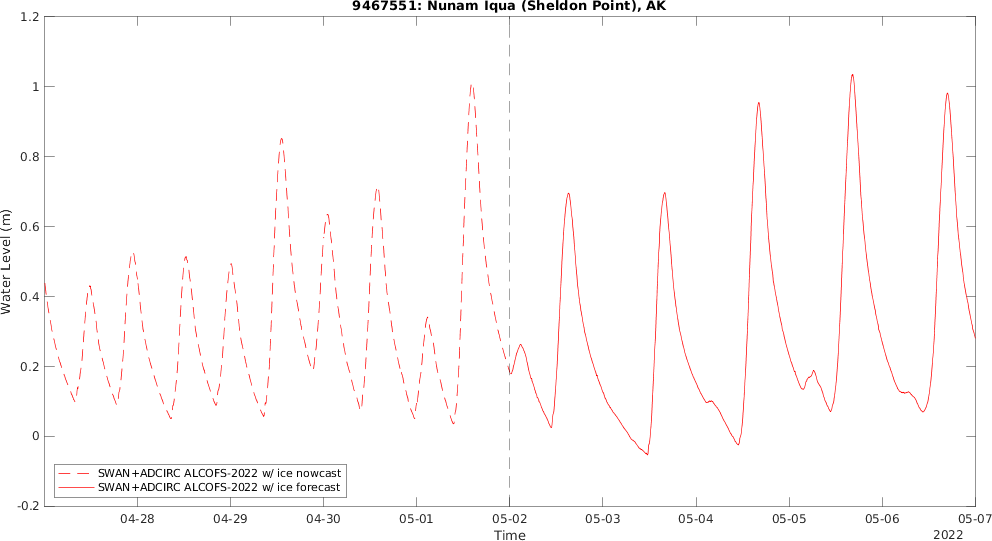 9467551: Nunam Iqua (Sheldon Point), AK
Water Level (m)
1.2
1
0.8
0.6
0.4
0.2
0
-0.2
SWAN+ADCIRC ALCOFS-2022 w/ ice nowcast
SWAN+ADCIRC ALCOFS-2022 w/ ice forecast
04-28 04-29 04-30 05-01 05-02 05-03 05-04 05-05 05-06 05-07
Time
2022